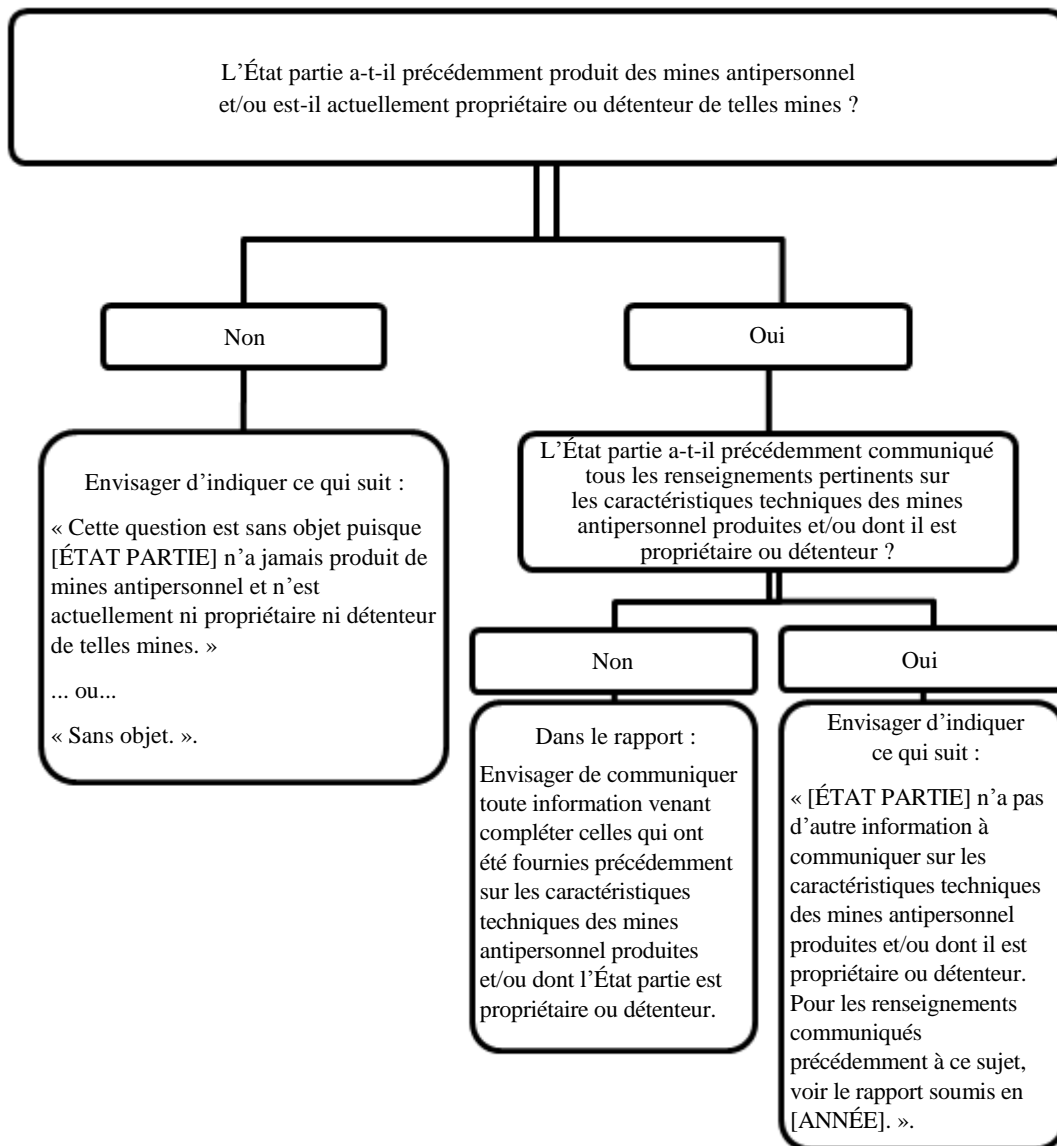 L’État partie a-t-il précédemment produit des mines antipersonnel
et/ou est-il actuellement propriétaire ou détenteur de telles mines ?
Non
Oui
Envisager d’indiquer ce qui suit :
« Cette question est sans objet puisque
[ÉTAT PARTIE] n’a jamais produit de
mines antipersonnel et n’est
actuellement ni propriétaire ni détenteur
de telles mines. »
... ou...
« Sans objet. ».
L’État partie a-t-il précédemment communiqué
tous les renseignements pertinents sur
les caractéristiques techniques des mines
antipersonnel produites et/ou dont il est
propriétaire ou détenteur ?
Non
Oui
Dans le rapport :
Envisager de communiquer
toute information venant
compléter celles qui ont
été fournies précédemment
sur les caractéristiques
techniques des mines
antipersonnel produites
et/ou dont l’État partie est
propriétaire ou détenteur.
Envisager d’indiquer
ce qui suit :
« [ÉTAT PARTIE] n’a pas
d’autre information à
communiquer sur les
caractéristiques techniques
des mines antipersonnel
produites et/ou dont il est
propriétaire ou détenteur.
Pour les renseignements
communiqués
précédemment à ce sujet,
voir le rapport soumis en
[ANNÉE]. ».